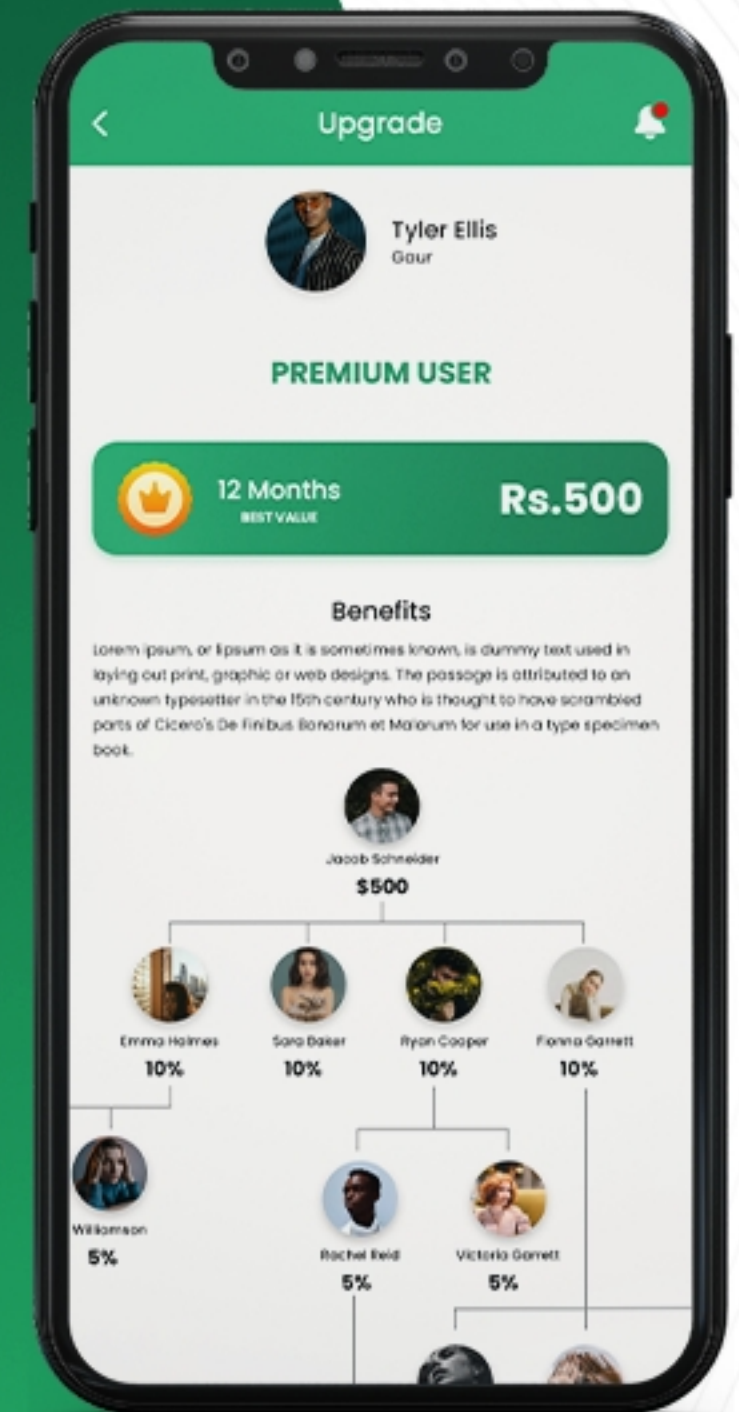 Upgrade
Tyler Ellis
Gaur
PREMIUM USER
12 Months
BEST VALUE
Rs.500
Benefits
Lorem ipsum, or lipsum as it is sometimes known, is dummy text used in
laying out print, graphic or web designs. The passage is attributed to an
unknown typesetter in the 15th century who is thought to have scrambled
parts of Cicero's De Finibus Bonorum et Malorum for use in a type specimen
book.
Jacob Schneider
$500
Emma Holmes
Sara Baker
Ryan Cooper
Fionna Garrett
10%
10%
10%
10%
Williamson
5%
Rachel Reid
Victoria Garrett
5%
5%